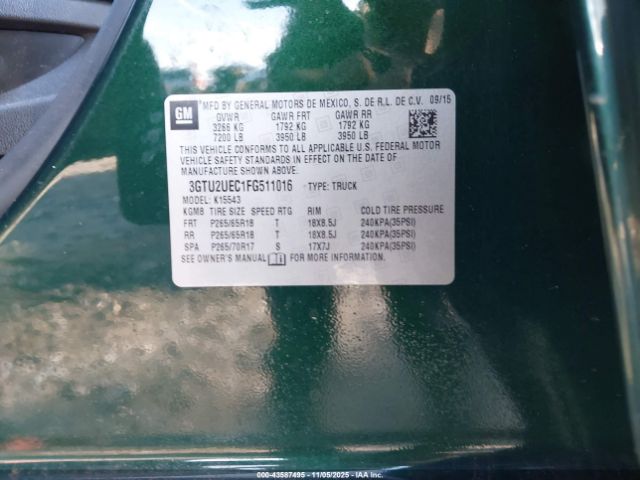 GM
MFD BY GENERAL MOTORS DE MEXICO, S. DE R.L. DE C.V. 09/15
GVWR GAWR FRT GAWR RR
3266 KG 1792 KG 1792 KG
7200 LB 3950 LB 3950 LB
THIS VEHICLE CONFORMS TO ALL APPLICABLE U.S. FEDERAL MOTOR
VEHICLE SAFETY STANDARDS IN EFFECT ON THE DATE OF
MANUFACTURE SHOWN ABOVE.
3GTU2UEC1FG511016 TYPE: TRUCK
MODEL: K15543
KGMB TIRE SIZE SPEED RTG RIM COLD TIRE PRESSURE
FRT P265/65R18 T 18X8.5J 240KPA(35PSI)
RR P265/65R18 T 18X8.5J 240KPA(35PSI)
SPA P265/70R17 S 17X7J 240KPA(35PSI)
SEE OWNER'S MANUAL FOR MORE INFORMATION.
000-43587495 - 11/05/2025 - IAA Inc.